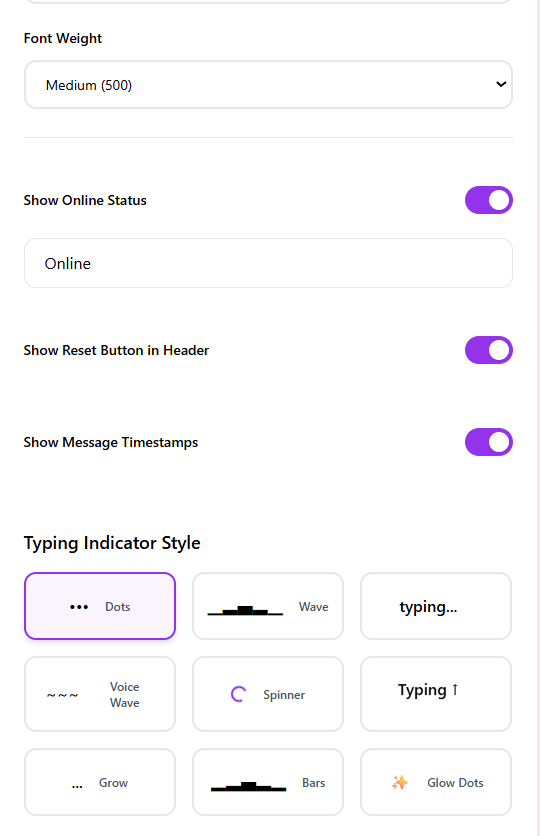 Font Weight
Medium (500)
Show Online Status
Online
Show Reset Button in Header
Show Message Timestamps
Typing Indicator Style
••• Dots
▁▂▃▂▁ Wave
typing...
~~~ Voice
Wave
Spinner
Typing ↑
... Grow
▁▂▃▂▁ Bars
✨ Glow Dots